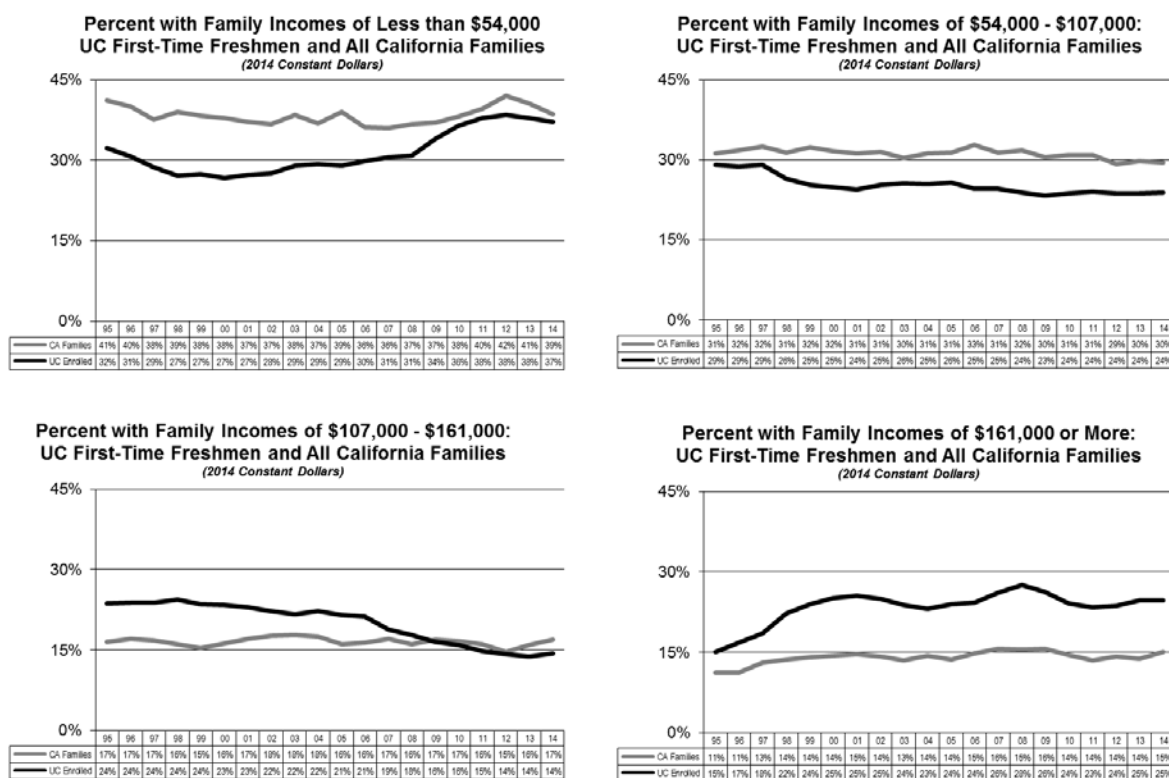 Percent with Family Incomes of Less than $54,000
UC First-Time Freshmen and All California Families
(2014 Constant Dollars)
45%
30%
15%
0%
95 96 97 98 99 00 01 02 03 04 05 06 07 08 09 10 11 12 13 14
CA Families 41% 40% 38% 39% 38% 38% 37% 37% 38% 37% 39% 36% 36% 37% 37% 38% 40% 42% 41% 39%
UC Enrolled 32% 31% 29% 27% 27% 27% 27% 28% 29% 29% 29% 30% 31% 31% 34% 36% 38% 38% 38% 37%
Percent with Family Incomes of $54,000 - $107,000:
UC First-Time Freshmen and All California Families
(2014 Constant Dollars)
45%
30%
15%
0%
95 96 97 98 99 00 01 02 03 04 05 06 07 08 09 10 11 12 13 14
CA Families 31% 32% 32% 31% 32% 32% 31% 31% 30% 31% 31% 33% 31% 32% 30% 31% 31% 29% 30% 30%
UC Enrolled 29% 29% 29% 26% 25% 25% 24% 25% 26% 25% 26% 25% 25% 24% 23% 24% 24% 24% 24% 24%
Percent with Family Incomes of $107,000 - $161,000:
UC First-Time Freshmen and All California Families
(2014 Constant Dollars)
45%
30%
15%
0%
95 96 97 98 99 00 01 02 03 04 05 06 07 08 09 10 11 12 13 14
CA Families 17% 17% 17% 16% 15% 16% 17% 18% 18% 18% 16% 16% 17% 16% 17% 17% 16% 15% 16% 17%
UC Enrolled 24% 24% 24% 24% 24% 23% 23% 22% 22% 22% 21% 21% 19% 18% 16% 16% 15% 14% 14% 14%
Percent with Family Incomes of $161,000 or More:
UC First-Time Freshmen and All California Families
(2014 Constant Dollars)
45%
30%
15%
0%
95 96 97 98 99 00 01 02 03 04 05 06 07 08 09 10 11 12 13 14
CA Families 11% 11% 13% 14% 14% 14% 15% 14% 13% 14% 14% 15% 16% 15% 16% 14% 14% 14% 14% 15%
UC Enrolled 15% 17% 18% 22% 24% 25% 25% 25% 24% 23% 24% 24% 26% 28% 26% 24% 23% 24% 25%